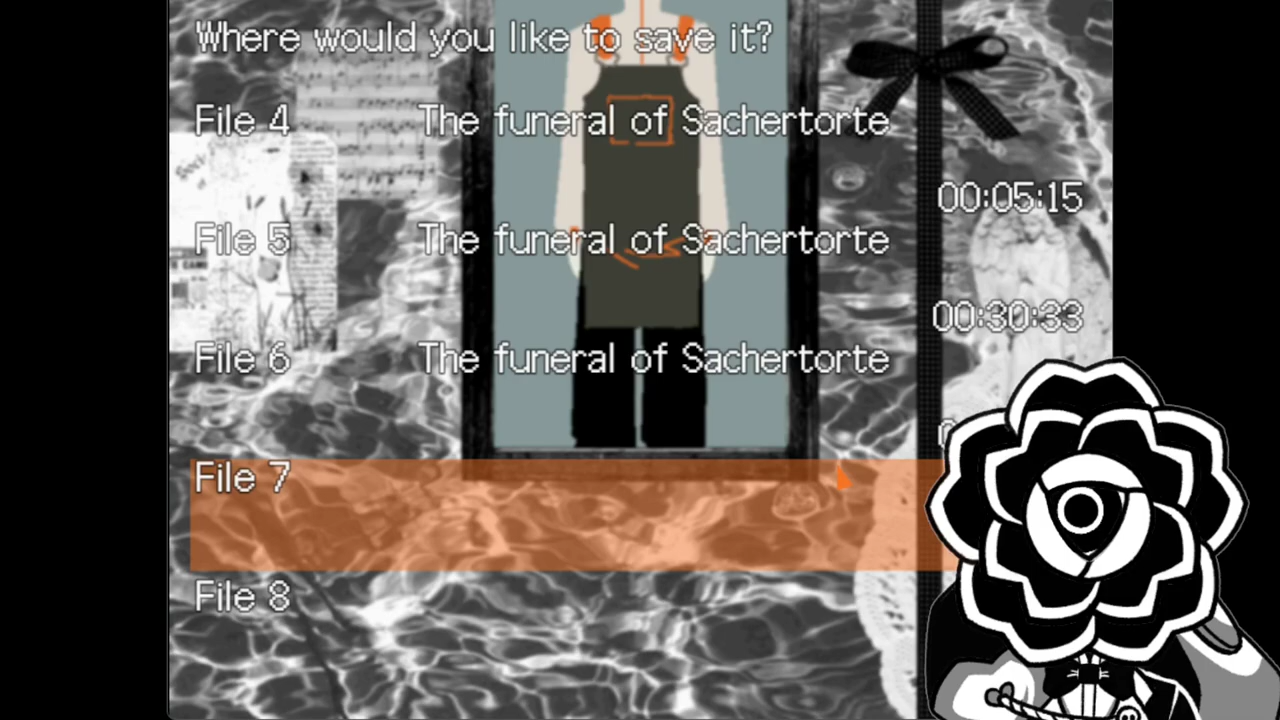 Where would you like to save it?
File 4 The funeral of Sachertorte
00:05:15
File 5 The funeral of Sachertorte
00:30:33
File 6 The funeral of Sachertorte
File 7
File 8